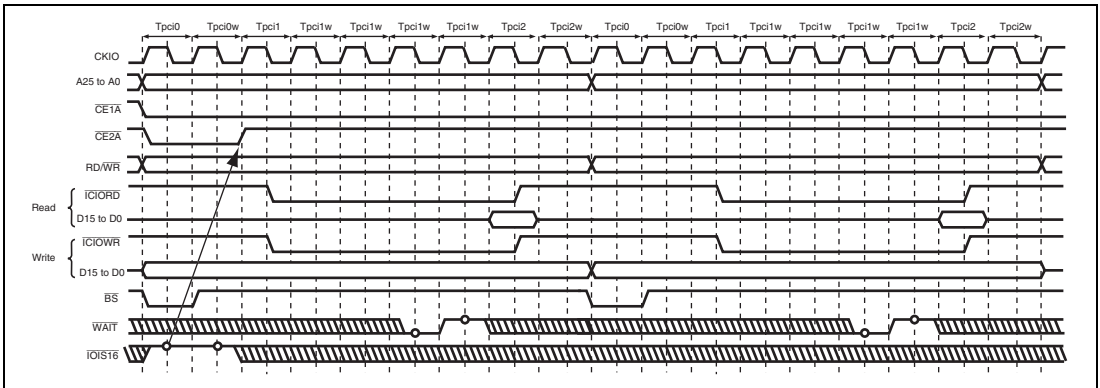 Tpci0 Tpci0w Tpci1 Tpci1w Tpci1w Tpci1w Tpci1w Tpci2 Tpci2w Tpci0 Tpci0w Tpci1 Tpci1w Tpci1w Tpci1w Tpci1w Tpci2 Tpci2w
CKIO
A25 to A0
CE1A
CE2A
RD/WR
Read
ICIORD
D15 to D0
Write
ICIOWR
D15 to D0
BS
WAIT
IOIS16